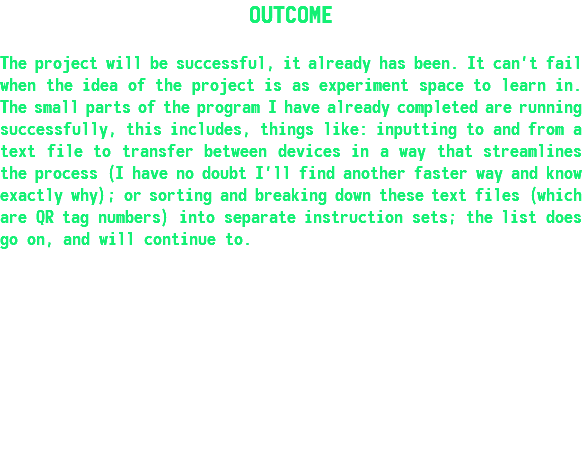 OUTCOME
The project will be successful, it already has been. It can't fail
when the idea of the project is as experiment space to learn in.
The small parts of the program I have already completed are running
successfully, this includes, things like: inputting to and from a
text file to transfer between devices in a way that streamlines
the process (I have no doubt I'll find another faster way and know
exactly why); or sorting and breaking down these text files (which
are QR tag numbers) into separate instruction sets; the list does
go on, and will continue to.